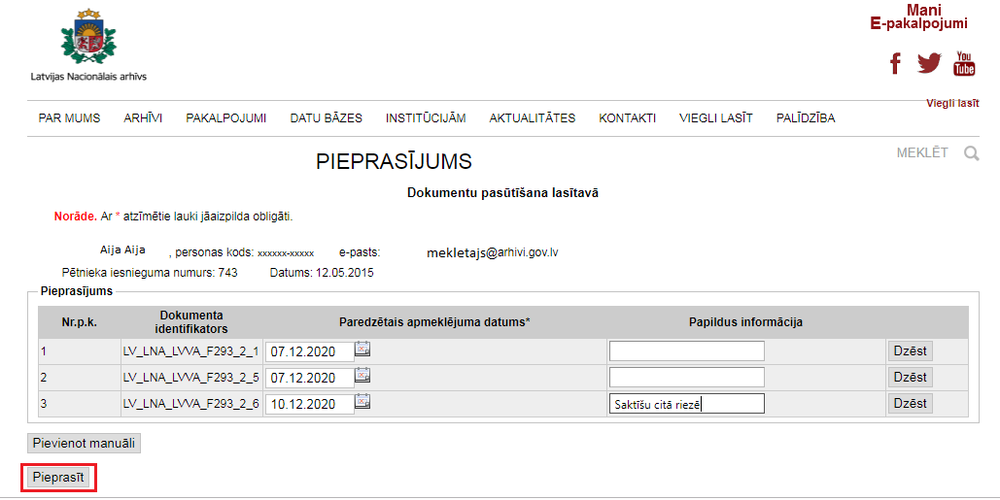 Mani
E-pakalpojumi
Latvijas Nacionālais arhīvs
You
Tube
Viegli lasīt
PAR MUMS ARHĪVI PAKALPOJUMI DATU BĀZES INSTITŪCIJĀM AKTUALITĀTES KONTAKTI VIEGLI LASĪT PALĪDZĪBA
MEKLĒT
PIEPRASĪJUMS
Dokumentu pasūtīšana lasītavā
Norāde. Ar * atzīmētie lauki jāaizpilda obligāti.
Aija Aija , personas kods: xxxxxx-xxxxx e-pasts: mekletajs@arhivi.gov.lv
Pētnieka iesnieguma numurs: 743 Datums: 12.05.2015
Pieprasījums
Nr.p.k. Dokumenta identifikators Paredzētais apmeklējuma datums* Papildus informācija
1 LV_LNA_LVVA_F293_2_1 07.12.2020 Dzēst
2 LV_LNA_LVVA_F293_2_5 07.12.2020 Dzēst
3 LV_LNA_LVVA_F293_2_6 10.12.2020 Saktīšu citā riezē Dzēst
Pievienot manuāli
Pieprasīt